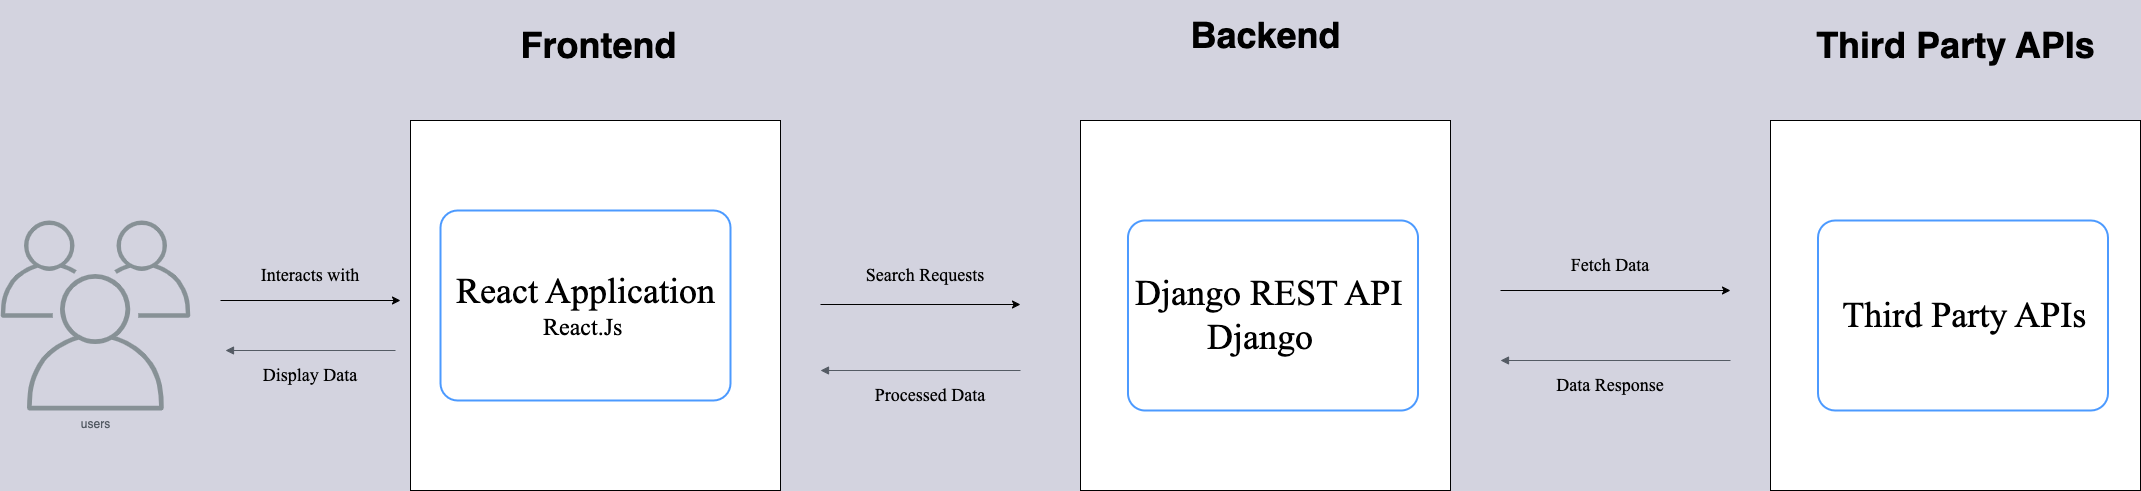 Frontend
Backend
Third Party APIs
users
Interacts with
Display Data
React Application
React.Js
Search Requests
Processed Data
Django REST API
Django
Fetch Data
Data Response
Third Party APIs